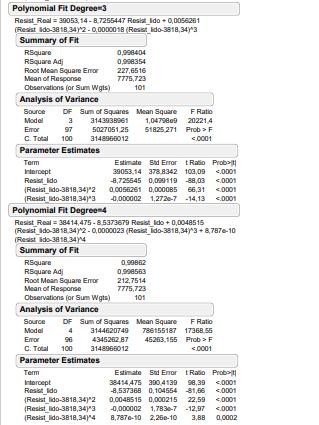 Polynomial Fit Degree=3
Resist_Real = 39053,14 - 8,7255447 Resist_lido + 0,0056261
(Resist_lido-3818,34)^2 - 0,0000018 (Resist_lido-3818,34)^3
Summary of Fit
RSquare 0,998404
RSquare Adj 0,998354
Root Mean Square Error 227,6516
Mean of Response 7775,723
Observations (or Sum Wgts) 101
Analysis of Variance
Source DF Sum of Squares Mean Square F Ratio
Model 3 3143938961 1,04798e9 20221,4
Error 97 5027051,25 51825,271 Prob > F
C. Total 100 3148966012 <.0001
Parameter Estimates
Term Estimate Std Error t Ratio Prob>|t|
Intercept 39053,14 378,8342 103,09 <.0001
Resist_lido -8,725545 0,099119 -88,03 <.0001
(Resist_lido-3818,34)^2 0,0056261 0,000085 66,31 <.0001
(Resist_lido-3818,34)^3 -0,000002 1,272e-7 -14,13 <.0001
Polynomial Fit Degree=4
Resist_Real = 38414,475 - 8,5373679 Resist_lido + 0,0048515
(Resist_lido-3818,34)^2 - 0,0000023 (Resist_lido-3818,34)^3 + 8,787e-10
(Resist_lido-3818,34)^4
Summary of Fit
RSquare 0,99862
RSquare Adj 0,998563
Root Mean Square Error 212,7514
Mean of Response 7775,723
Observations (or Sum Wgts) 101
Analysis of Variance
Source DF Sum of Squares Mean Square F Ratio
Model 4 3144620749 786155187 17368,55
Error 96 4345262,87 45263,155 Prob > F
C. Total 100 3148966012 <.0001
Parameter Estimates
Term Estimate Std Error t Ratio Prob>|t|
Intercept 38414,475 390,4139 98,39 <.0001
Resist_lido -8,537368 0,104554 -81,66 <.0001
(Resist_lido-3818,34)^2 0,0048515 0,000215 22,59 <.0001
(Resist_lido-3818,34)^3 -0,000002 1,783e-7 -12,97 <.0001
(Resist_lido-3818,34)^4 8,787e-10 2,26e-10 3,88 0,0002